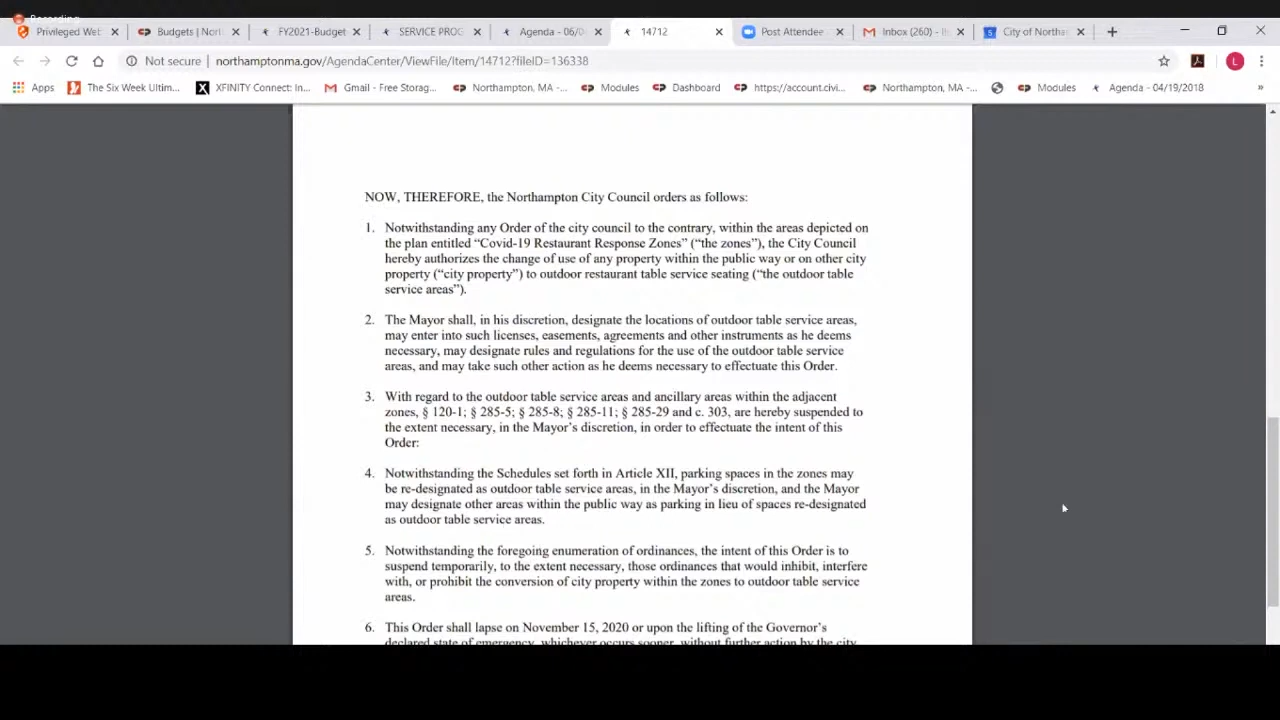 Recording
Privileged Wel
Budgets | Nor
FY2021-Budget
SERVICE PROG
Agenda - 06/0
14712
Post Attendee
Inbox (260) - ll
City of Northa
Not secure | northamptonma.gov/AgendaCenter/ViewFile/Item/14712?fileID=136338
L
Apps
The Six Week Ultim...
XFINITY Connect: In...
Gmail - Free Storag...
Northampton, MA -...
Modules
Dashboard
https://account.civi...
Northampton, MA -...
Modules
Agenda - 04/19/2018
»
NOW, THEREFORE, the Northampton City Council orders as follows:
1. Notwithstanding any Order of the city council to the contrary, within the areas depicted on
the plan entitled “Covid-19 Restaurant Response Zones” (“the zones”), the City Council
hereby authorizes the change of use of any property within the public way or on other city
property (“city property”) to outdoor restaurant table service seating (“the outdoor table
service areas”).
2. The Mayor shall, in his discretion, designate the locations of outdoor table service areas,
may enter into such licenses, easements, agreements and other instruments as he deems
necessary, may designate rules and regulations for the use of the outdoor table service
areas, and may take such other action as he deems necessary to effectuate this Order.
3. With regard to the outdoor table service areas and ancillary areas within the adjacent
zones, § 120-1; § 285-5; § 285-8; § 285-11; § 285-29 and c. 303, are hereby suspended to
the extent necessary, in the Mayor’s discretion, in order to effectuate the intent of this
Order:
4. Notwithstanding the Schedules set forth in Article XII, parking spaces in the zones may
be re-designated as outdoor table service areas, in the Mayor’s discretion, and the Mayor
may designate other areas within the public way as parking in lieu of spaces re-designated
as outdoor table service areas.
5. Notwithstanding the foregoing enumeration of ordinances, the intent of this Order is to
suspend temporarily, to the extent necessary, those ordinances that would inhibit, interfere
with, or prohibit the conversion of city property within the zones to outdoor table service
areas.
6. This Order shall lapse on November 15, 2020 or upon the lifting of the Governor’s
declared state of emergency, whichever occurs sooner, without further action by the city